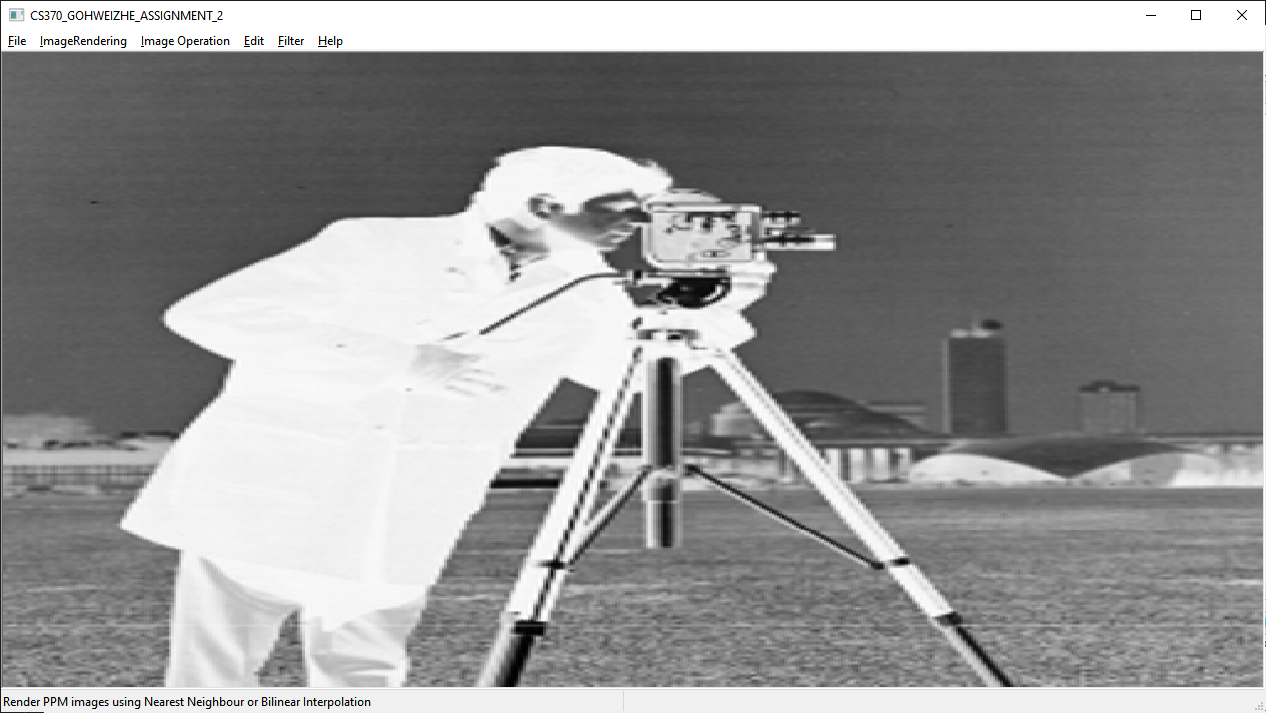 CS370_GOHWEIZHE_ASSIGNMENT_2
File ImageRendering Image Operation Edit Filter Help
Render PPM images using Nearest Neighbour or Bilinear Interpolation